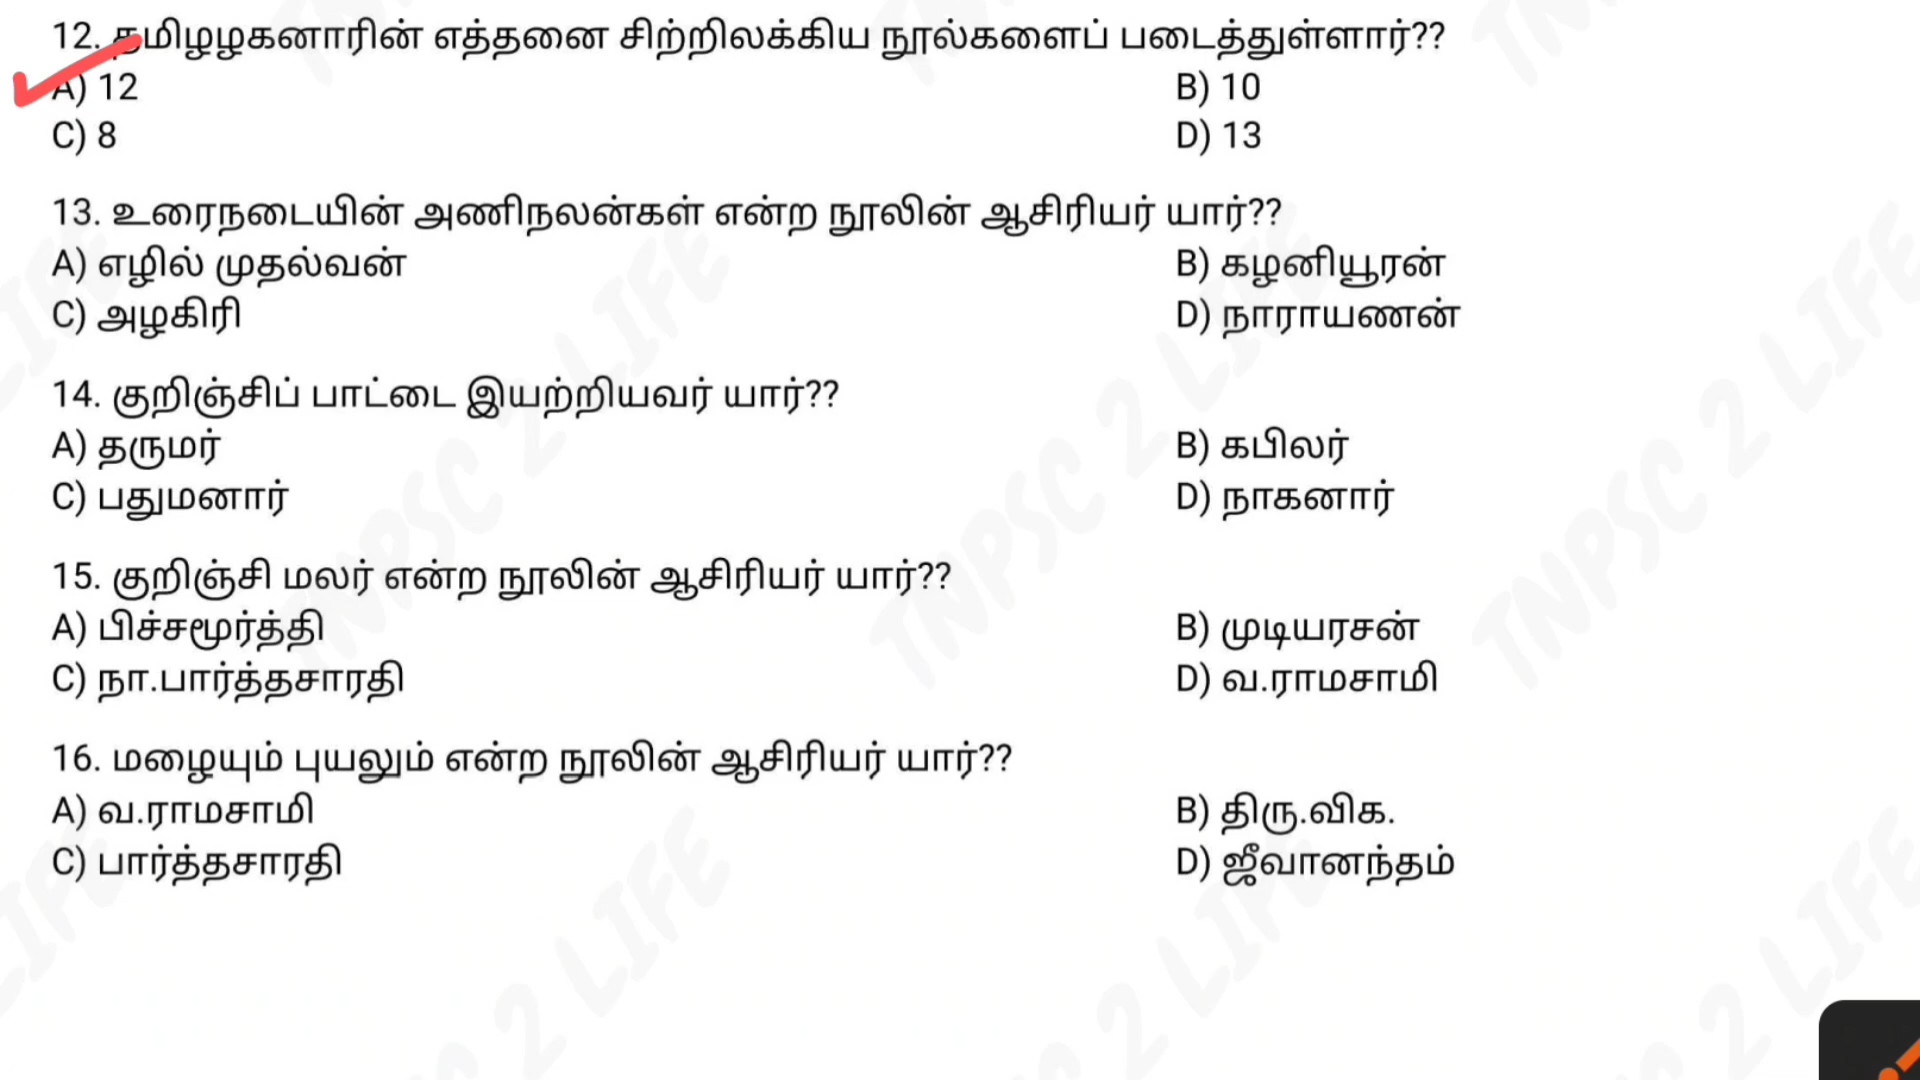 12. தமிழழகனாரின் எத்தனை சிற்றிலக்கிய நூல்களைப் படைத்துள்ளார்??
A) 12 B) 10
C) 8 D) 13
13. உரைநடையின் அணிநலன்கள் என்ற நூலின் ஆசிரியர் யார்??
A) எழில் முதல்வன் B) கழனியூரன்
C) அழகிரி D) நாராயணன்
14. குறிஞ்சிப் பாட்டை இயற்றியவர் யார்??
A) தருமர் B) கபிலர்
C) பதுமனார் D) நாகனார்
15. குறிஞ்சி மலர் என்ற நூலின் ஆசிரியர் யார்??
A) பிச்சமூர்த்தி B) முடியரசன்
C) நா.பார்த்தசாரதி D) வ.ராமசாமி
16. மழையும் புயலும் என்ற நூலின் ஆசிரியர் யார்??
A) வ.ராமசாமி B) திரு.விக.
C) பார்த்தசாரதி D) ஜீவானந்தம்
TNPSC 2 LIFE